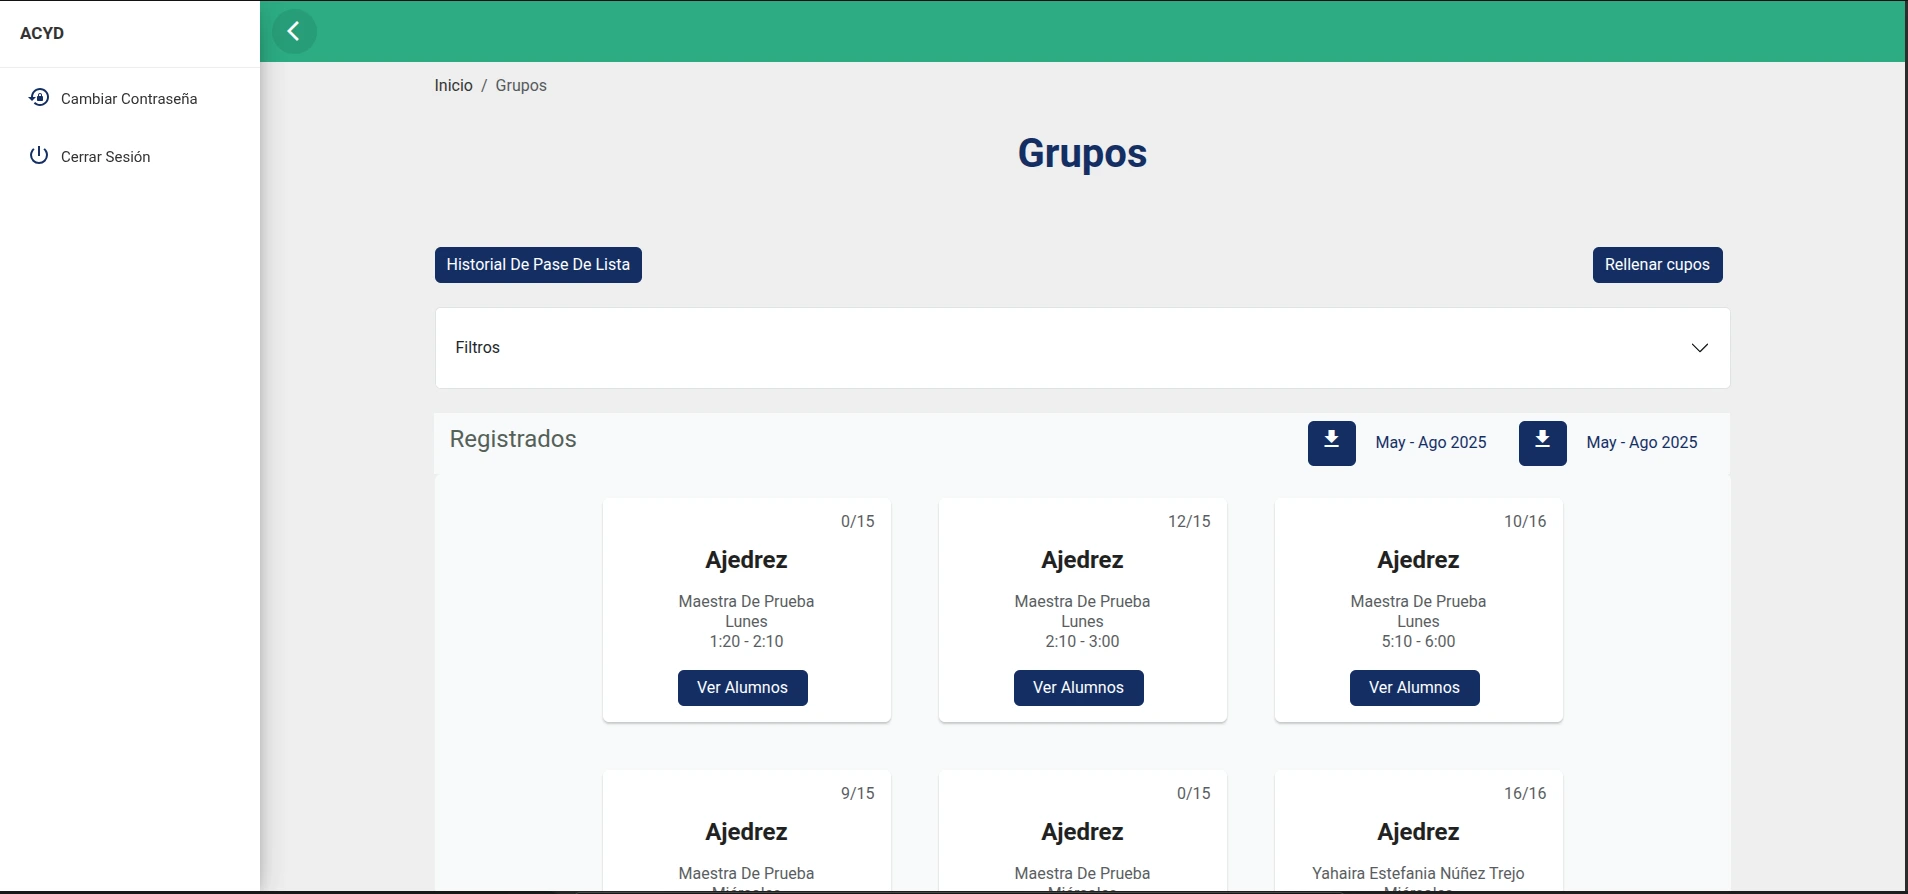 ACYD
Cambiar Contraseña
Cerrar Sesión
Inicio / Grupos
Grupos
Historial De Pase De Lista
Rellenar cupos
Filtros
Registrados
May - Ago 2025
May - Ago 2025
0/15
Ajedrez
Maestra De Prueba
Lunes
1:20 - 2:10
Ver Alumnos
12/15
Ajedrez
Maestra De Prueba
Lunes
2:10 - 3:00
Ver Alumnos
10/16
Ajedrez
Maestra De Prueba
Lunes
5:10 - 6:00
Ver Alumnos
9/15
Ajedrez
Maestra De Prueba
Miércoles
0/15
Ajedrez
Maestra De Prueba
Miércoles
16/16
Ajedrez
Yahaira Estefania Núñez Trejo
Miércoles